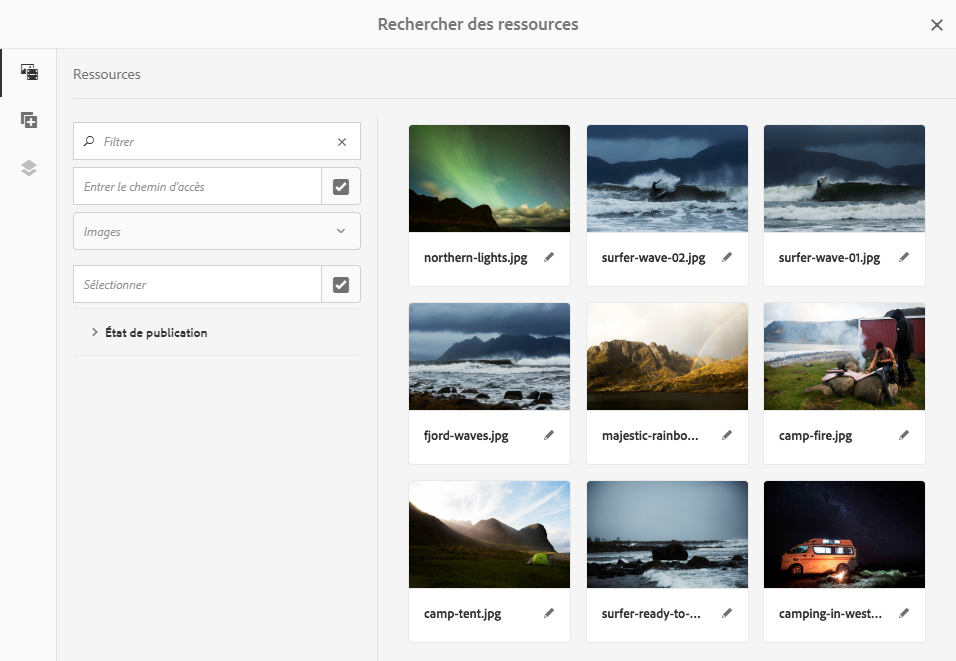 Rechercher des ressources
Ressources
Filtrer
Entrer le chemin d'accès
Images
Sélectionner
État de publication
northern-lights.jpg
surfer-wave-02.jpg
surfer-wave-01.jpg
fjord-waves.jpg
majestic-rainbo...
camp-fire.jpg
camp-tent.jpg
surfer-ready-to-...
camping-in-west...